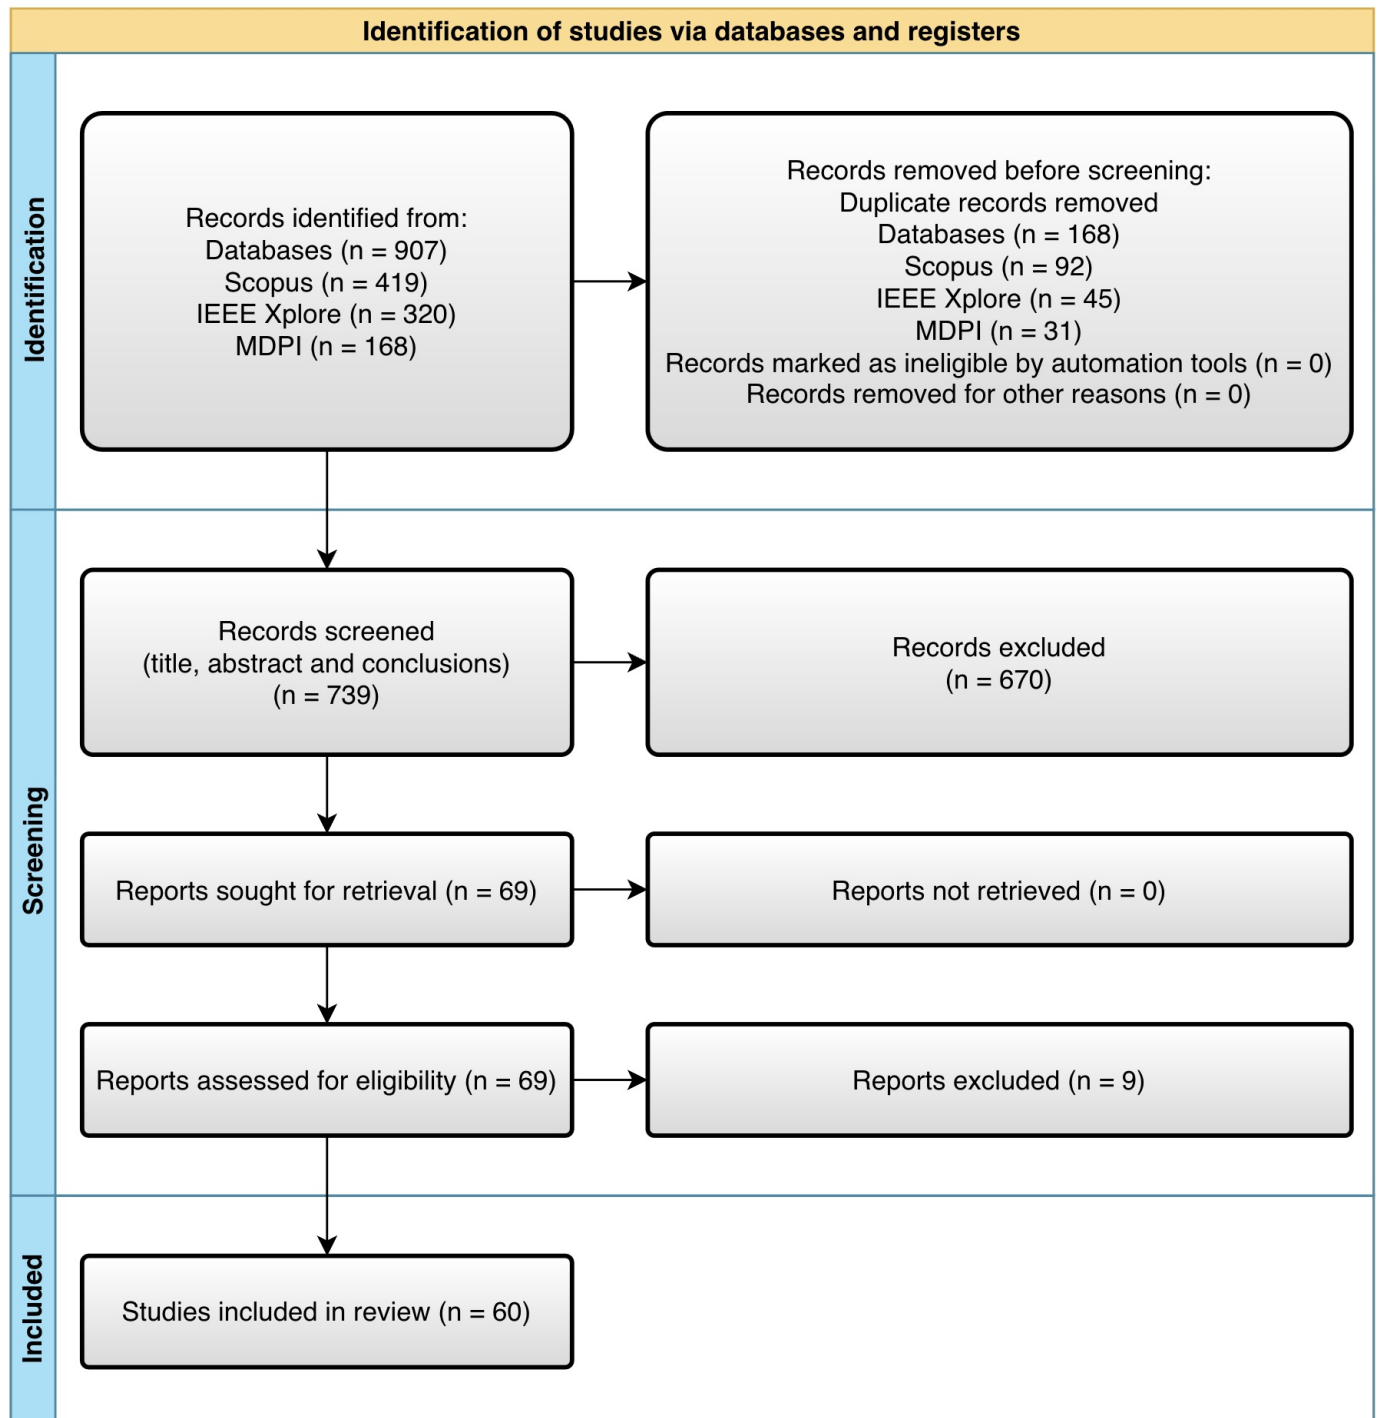 Identification of studies via databases and registers
Identification
Records identified from:
Databases (n = 907)
Scopus (n = 419)
IEEE Xplore (n = 320)
MDPI (n = 168)
Records removed before screening:
Duplicate records removed
Databases (n = 168)
Scopus (n = 92)
IEEE Xplore (n = 45)
MDPI (n = 31)
Records marked as ineligible by automation tools (n = 0)
Records removed for other reasons (n = 0)
Screening
Records screened
(title, abstract and conclusions)
(n = 739)
Records excluded
(n = 670)
Reports sought for retrieval (n = 69)
Reports not retrieved (n = 0)
Reports assessed for eligibility (n = 69)
Reports excluded (n = 9)
Included
Studies included in review (n = 60)